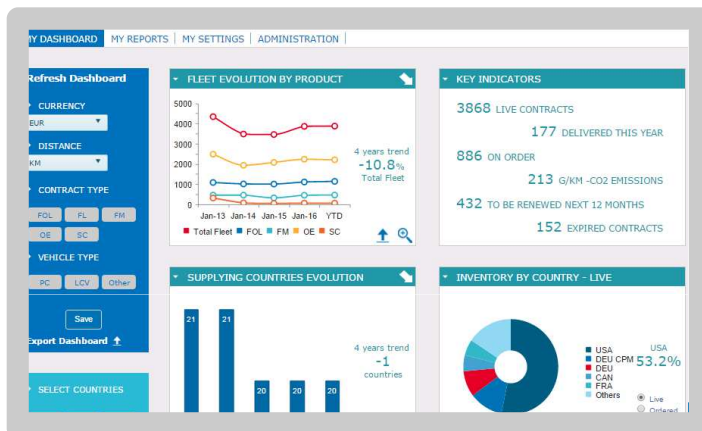 MY DASHBOARD MY REPORTS MY SETTINGS ADMINISTRATION
Refresh Dashboard
CURRENCY
EUR
DISTANCE
KM
CONTRACT TYPE
FOL FL FM
OE SC
VEHICLE TYPE
PC LCV Other
Save
Export Dashboard
SELECT COUNTRIES
FLEET EVOLUTION BY PRODUCT
5000
4000
3000
2000
1000
0
Jan-13 Jan-14 Jan-15 Jan-16 YTD
Total Fleet FOL FM OE SC
4 years trend
-10.8%
Total Fleet
KEY INDICATORS
3868 LIVE CONTRACTS
177 DELIVERED THIS YEAR
886 ON ORDER
213 G/KM -CO2 EMISSIONS
432 TO BE RENEWED NEXT 12 MONTHS
152 EXPIRED CONTRACTS
SUPPLYING COUNTRIES EVOLUTION
21 21 20 20 20
4 years trend
-1
countries
INVENTORY BY COUNTRY - LIVE
USA
DEU CPM
DEU
CAN
FRA
Others
USA
53.2%
Live
Ordered